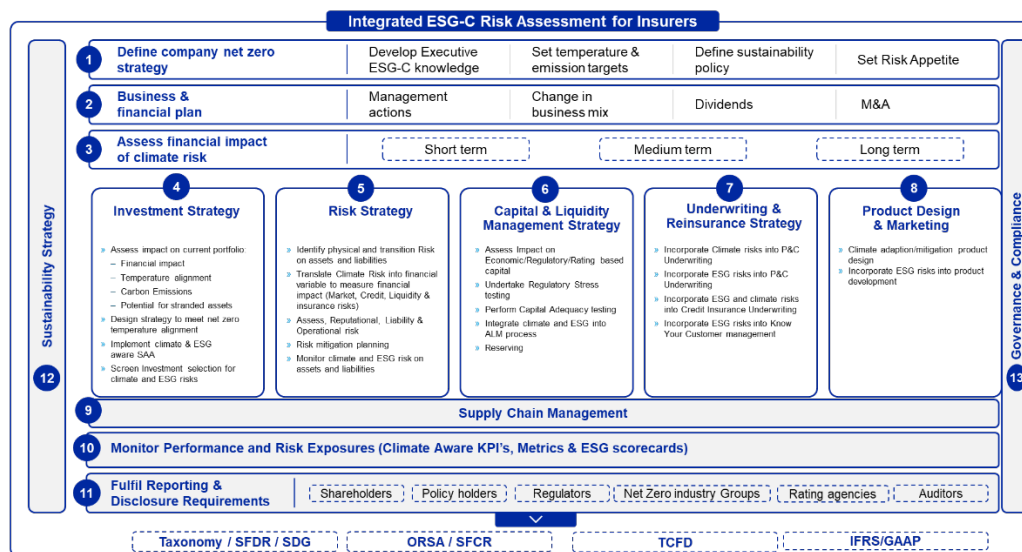 Integrated ESG-C Risk Assessment for Insurers
1
Define company net zero
strategy
Develop Executive
ESG-C knowledge
Set temperature &
emission targets
Define sustainability
policy
Set Risk Appetite
2
Business &
financial plan
Management
actions
Change in
business mix
Dividends
M&A
3
Assess financial impact
of climate risk
Short term
Medium term
Long term
4
Investment Strategy
» Assess impact on current portfolio:
– Financial impact
– Temperature alignment
– Carbon Emissions
– Potential for stranded assets
» Design strategy to meet net zero
temperature alignment
» Implement climate & ESG
aware SAA
» Screen Investment selection for
climate and ESG risks
5
Risk Strategy
» Identify physical and transition Risk
on assets and liabilities
» Translate Climate Risk into financial
variable to measure financial
impact (Market, Credit, Liquidity &
insurance risks)
» Assess, Reputational, Liability &
Operational risk
» Risk mitigation planning
» Monitor climate and ESG risk on
assets and liabilities
6
Capital & Liquidity
Management Strategy
» Assess Impact on
Economic/Regulatory/Rating based
capital
» Undertake Regulatory Stress
testing
» Perform Capital Adequacy testing
» Integrate climate and ESG into
ALM process
» Reserving
7
Underwriting &
Reinsurance Strategy
» Incorporate Climate risks into P&C
Underwriting
» Incorporate ESG risks into P&C
Underwriting
» Incorporate ESG and climate risks
into Credit Insurance Underwriting
» Incorporate ESG risks into Know
Your Customer management
8
Product Design
& Marketing
» Climate adaption/mitigation product
design
» Incorporate ESG risks into product
development
9
Supply Chain Management
10
Monitor Performance and Risk Exposures (Climate Aware KPI's, Metrics & ESG scorecards)
11
Fulfil Reporting &
Disclosure Requirements
Shareholders
Policy holders
Regulators
Net Zero industry Groups
Rating agencies
Auditors
Taxonomy / SFDR / SDG
ORSA / SFCR
TCFD
IFRS/GAAP
Sustainability Strategy
12
Governance & Compliance
13